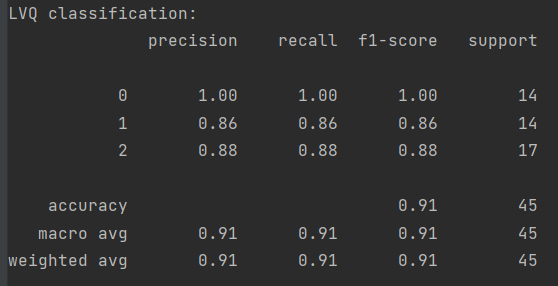 LVQ classification:
precision recall f1-score support
0 1.00 1.00 1.00 14
1 0.86 0.86 0.86 14
2 0.88 0.88 0.88 17
accuracy 0.91 45
macro avg 0.91 0.91 0.91 45
weighted avg 0.91 0.91 0.91 45